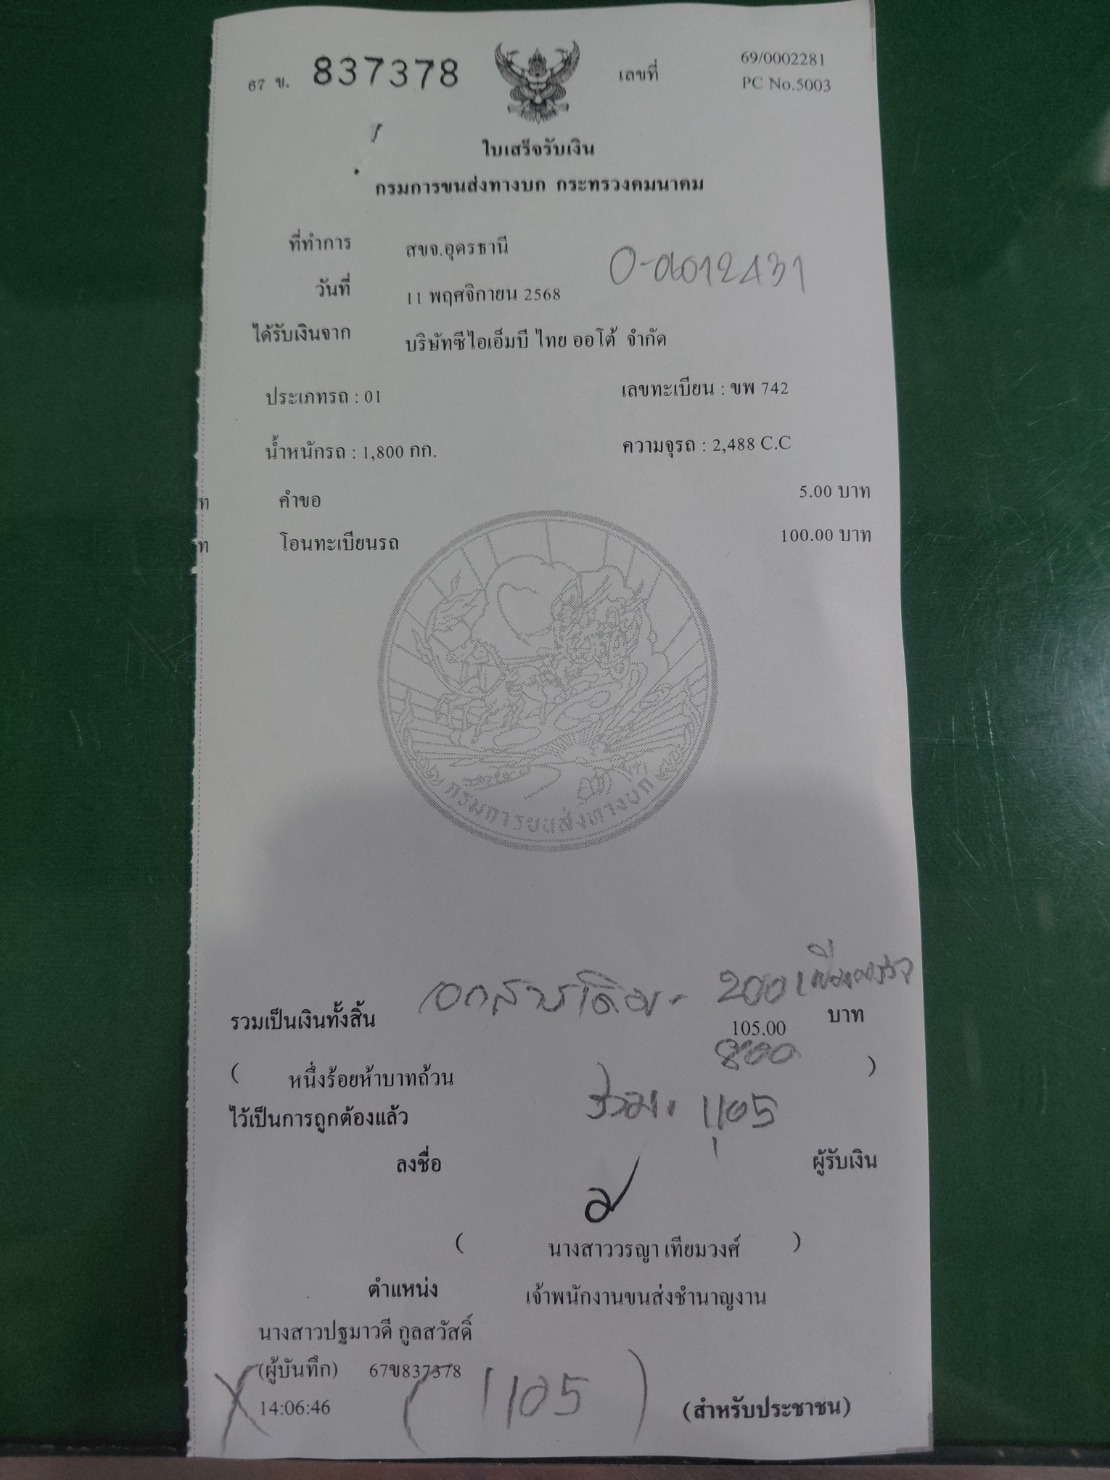 67 ข. 837378
เลขที่ 69/0002281
PC No.5003
ใบเสร็จรับเงิน
กรมการขนส่งทางบก กระทรวงคมนาคม
ที่ทำการ สขจ.อุดรธานี
0-06012431
วันที่ 11 พฤศจิกายน 2568
ได้รับเงินจาก บริษัทซีไอเอ็มบี ไทย ออโต้ จำกัด
ประเภทรถ : 01 เลขทะเบียน : ขพ 742
น้ำหนักรถ : 1,800 กก. ความจุรถ : 2,488 C.C
ท คำขอ 5.00 บาท
ท โอนทะเบียนรถ 100.00 บาท
กรมการขนส่งทางบก
เอกสารเดิม - 200
รวมเป็นเงินทั้งสิ้น 105.00 บาท
800
( หนึ่งร้อยห้าบาทถ้วน )
รวม. 1,105
ไว้เป็นการถูกต้องแล้ว
ลงชื่อ ผู้รับเงิน
( นางสาววรญา เทียมวงศ์ )
ตำแหน่ง เจ้าพนักงานขนส่งชำนาญงาน
นางสาวปฐมาวดี กูลสวัสดิ์
(ผู้บันทึก) 67ข837378
(1105)
14:06:46
(สำหรับประชาชน)